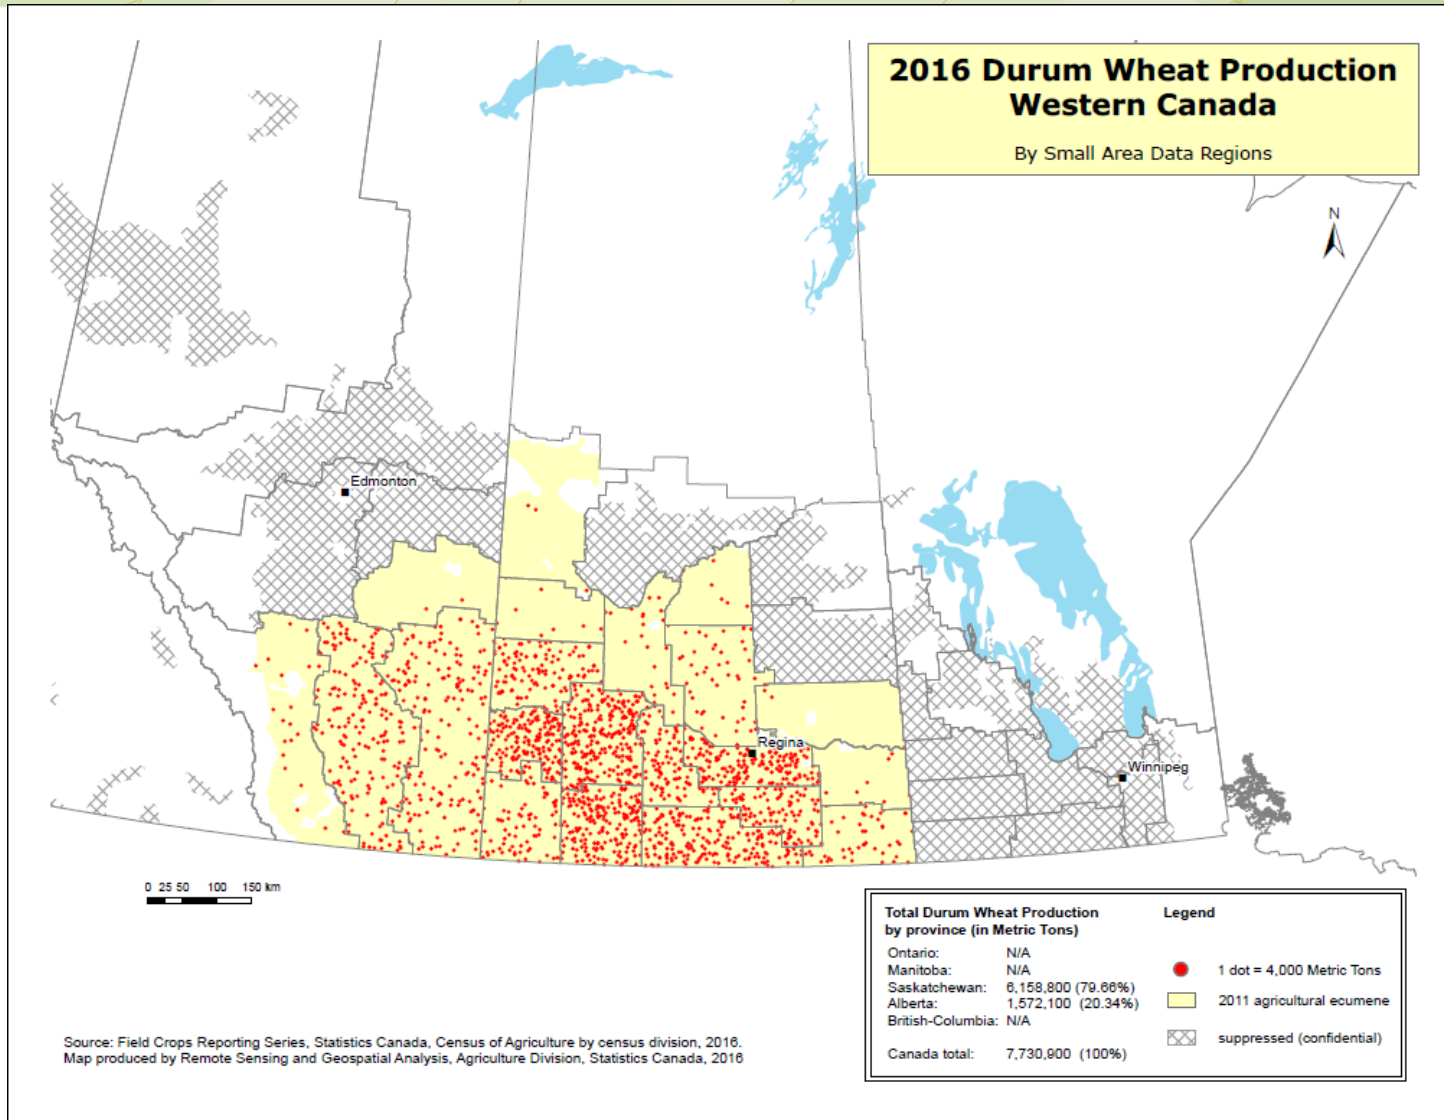 2016 Durum Wheat Production
Western Canada
By Small Area Data Regions
N
Edmonton
Regina
Winnipeg
0 25 50 100 150 km
Total Durum Wheat Production
by province (in Metric Tons)
Ontario: N/A
Manitoba: N/A
Saskatchewan: 6,158,800 (79.66%)
Alberta: 1,572,100 (20.34%)
British-Columbia: N/A
Canada total: 7,730,900 (100%)
Legend
1 dot = 4,000 Metric Tons
2011 agricultural ecumene
suppressed (confidential)
Source: Field Crops Reporting Series, Statistics Canada, Census of Agriculture by census division, 2016.
Map produced by Remote Sensing and Geospatial Analysis, Agriculture Division, Statistics Canada, 2016